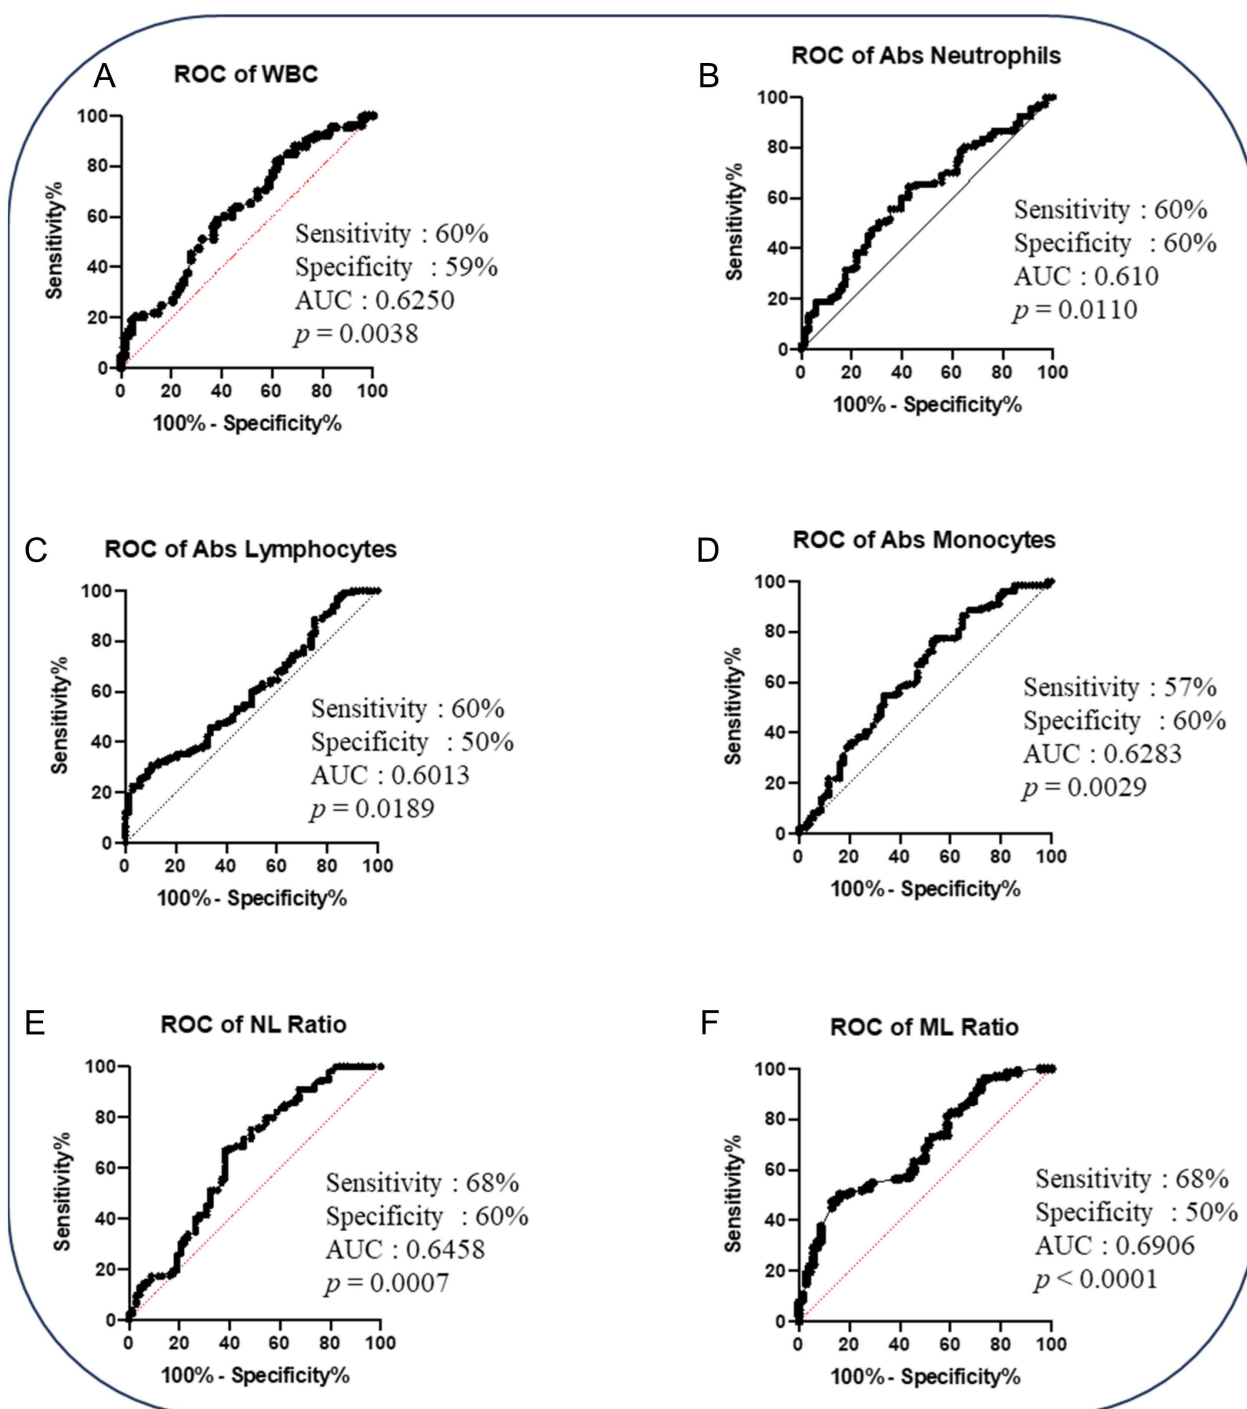 A
ROC of WBC
100
80
60
40
20
0
Sensitivity%
0 20 40 60 80 100
100% - Specificity%
Sensitivity : 60%
Specificity : 59%
AUC : 0.6250
p = 0.0038
B
ROC of Abs Neutrophils
100
80
60
40
20
0
Sensitivity%
0 20 40 60 80 100
100% - Specificity%
Sensitivity : 60%
Specificity : 60%
AUC : 0.610
p = 0.0110
C
ROC of Abs Lymphocytes
100
80
60
40
20
0
Sensitivity%
0 20 40 60 80 100
100% - Specificity%
Sensitivity : 60%
Specificity : 50%
AUC : 0.6013
p = 0.0189
D
ROC of Abs Monocytes
100
80
60
40
20
0
Sensitivity%
0 20 40 60 80 100
100% - Specificity%
Sensitivity : 57%
Specificity : 60%
AUC : 0.6283
p = 0.0029
E
ROC of NL Ratio
100
80
60
40
20
0
Sensitivity%
0 20 40 60 80 100
100% - Specificity%
Sensitivity : 68%
Specificity : 60%
AUC : 0.6458
p = 0.0007
F
ROC of ML Ratio
100
80
60
40
20
0
Sensitivity%
0 20 40 60 80 100
100% - Specificity%
Sensitivity : 68%
Specificity : 50%
AUC : 0.6906
p < 0.0001